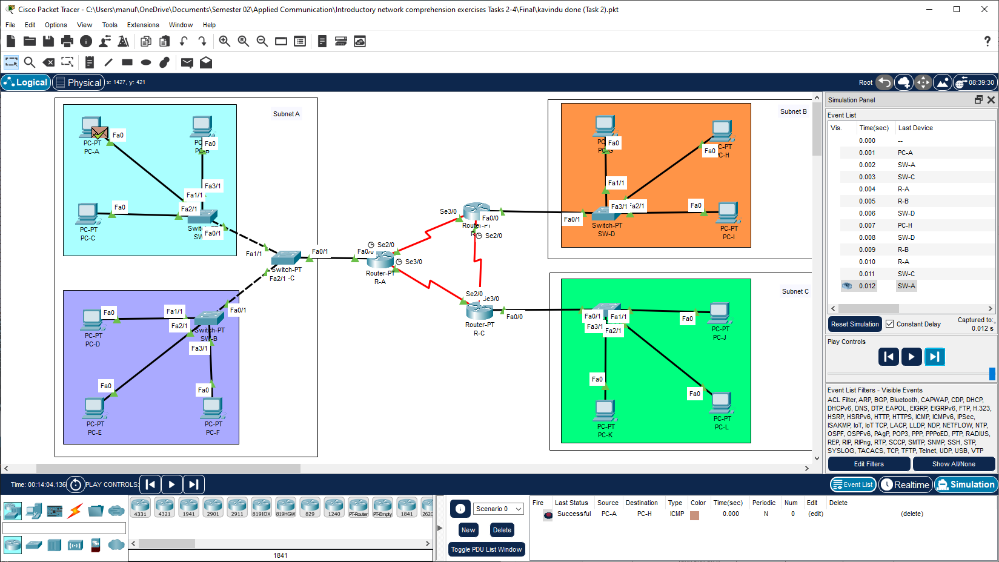 Cisco Packet Tracer - C:\Users\manul\OneDrive\Documents\Semester 02\Applied Communication\Introductory network comprehension exercises Tasks 2-4\Final\kavindu done (Task 2).pkt
File Edit Options View Tools Extensions Window Help
Logical
Physical
x: 1427, y: 421
Root
08:39:30
Subnet A
Fa0
PC-PT
PC-A
Fa0
Fa3/1
Fa1/1
Fa0
Fa2/1
PC-PT
PC-C
Fa0/1
Fa1/1
Switch-PT
Fa2/1 -C
Fa0/1
Fa0
PC-PT
PC-D
Fa1/1
Fa2/1
Fa0/1
Switch-PT
SW-B
Fa3/1
Fa0
PC-PT
PC-E
Fa0
PC-PT
PC-F
Fa0/1
Se2/0
Se3/0
Router-PT
R-A
Se3/0
Fa0/0
Se2/0
Se2/0
Se3/0
Fa0/0
Router-PT
R-C
Subnet B
Fa0
Fa0
PC-H
Fa1/1
Fa3/1
Fa0/1
Switch-PT
SW-D
Fa0
PC-PT
PC-I
Subnet C
Fa0/1
Fa1/1
Fa3/1
Fa2/1
Fa0
PC-PT
PC-J
Fa0
PC-PT
PC-K
Fa0
PC-PT
PC-L
Simulation Panel
Event List
Vis. Time(sec) Last Device
0.000 --
0.001 PC-A
0.002 SW-A
0.003 SW-C
0.004 R-A
0.005 R-B
0.006 SW-D
0.007 PC-H
0.008 SW-D
0.009 R-B
0.010 R-A
0.011 SW-C
0.012 SW-A
Reset Simulation
Constant Delay
Captured to:
0.012 s
Play Controls
Event List Filters - Visible Events
ACL Filter, ARP, BGP, Bluetooth, CAPWAP, CDP, DHCP,
DHCPv6, DNS, DTP, EAPOL, EIGRP, EIGRPv6, FTP, H.323,
HSRP, HSRPv6, HTTP, HTTPS, ICMP, ICMPv6, IPSec,
ISAKMP, IoT, IoT TCP, LACP, LLDP, NDP, NETFLOW, NTP,
OSPF, OSPFv6, PAgP, POP3, PPP, PPPoED, PTP, RADIUS,
REP, RIP, RIPng, RTP, SCCP, SMTP, SNMP, SSH, STP,
SYSLOG, TACACS, TCP, TFTP, Telnet, UDP, USB, VTP
Edit Filters
Show All/None
Time: 00:14:04.136
PLAY CONTROLS:
Event List
Realtime
Simulation
4331 4321 1941 2901 2911 819IOX 819HGW 829 1240 PT-Router PT-Empty 1841
1841
Scenario 0
New
Delete
Toggle PDU List Window
Fire Last Status Source Destination Type Color Time(sec) Periodic Num Edit Delete
Successful PC-A PC-H ICMP 0.000 N 0 (edit) (delete)